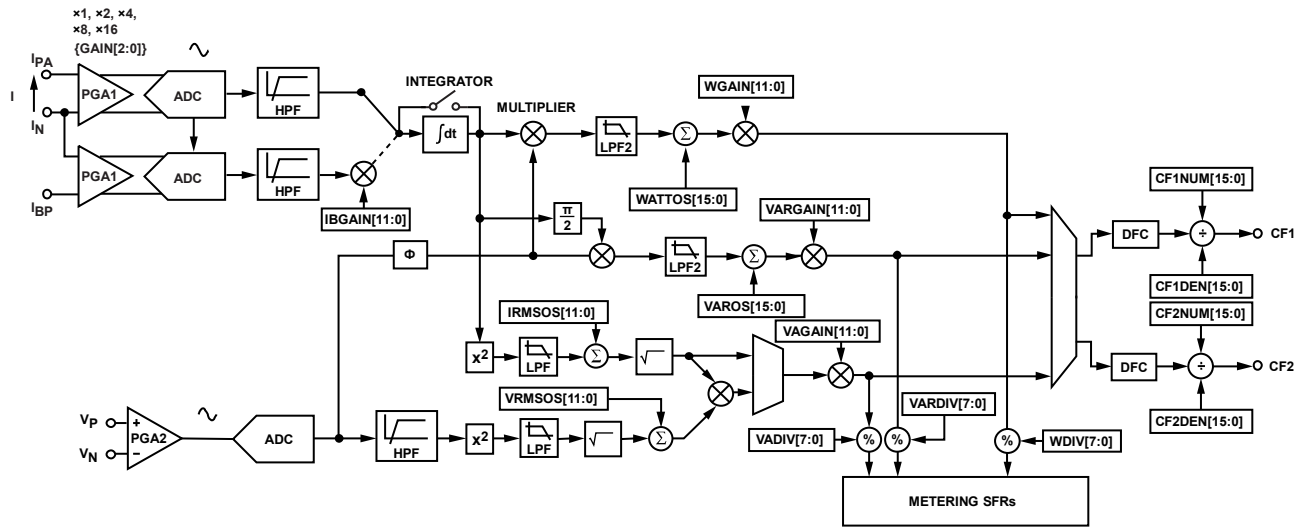 ×1, ×2, ×4,
×8, ×16
{GAIN[2:0]}
IPA
I
IN
IBP
PGA1
ADC
HPF
PGA1
ADC
HPF
IBGAIN[11:0]
INTEGRATOR
∫dt
MULTIPLIER
LPF2
Σ
WATTOS[15:0]
WGAIN[11:0]
π
2
Φ
LPF2
Σ
VAROS[15:0]
VARGAIN[11:0]
IRMSOS[11:0]
x²
LPF
Σ
√
VAGAIN[11:0]
VRMSOS[11:0]
VP
VN
+
−
PGA2
ADC
HPF
x²
LPF
√
Σ
VADIV[7:0]
%
%
VARDIV[7:0]
%
WDIV[7:0]
METERING SFRs
CF1NUM[15:0]
DFC
÷
CF1
CF1DEN[15:0]
CF2NUM[15:0]
DFC
÷
CF2
CF2DEN[15:0]